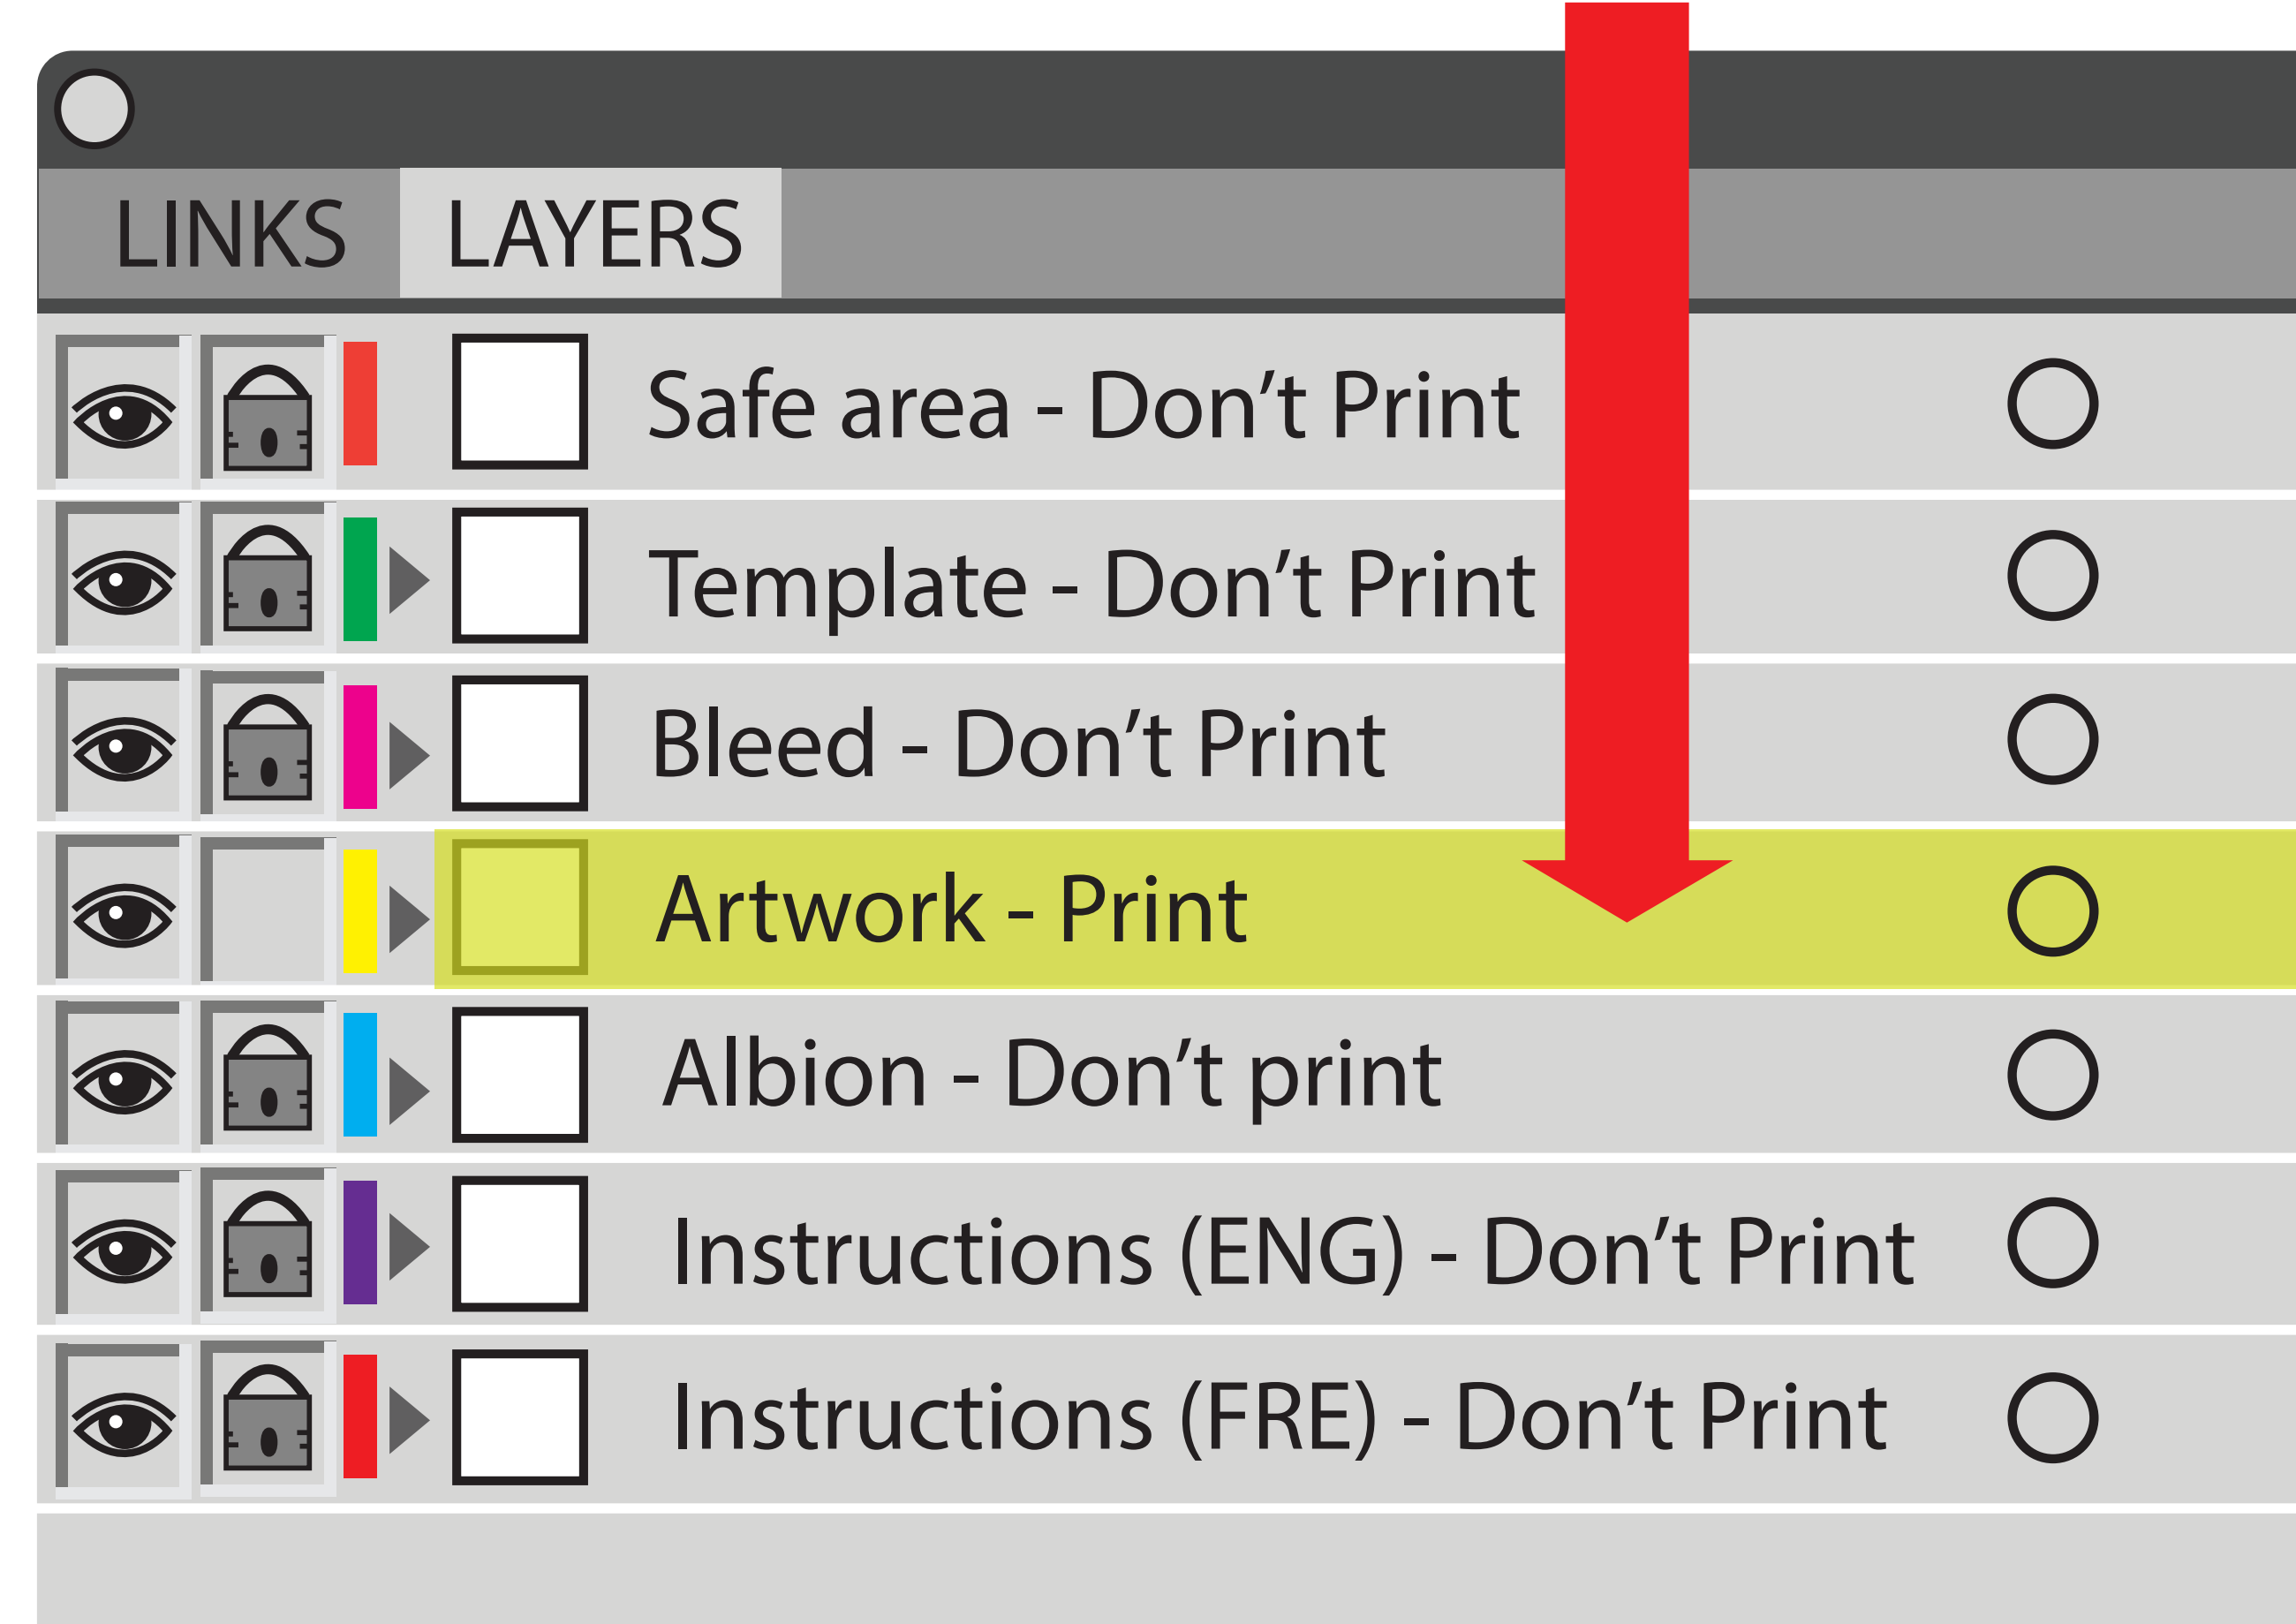 LINKS LAYERS
Safe area - Don’t Print
Template - Don’t Print
Bleed - Don’t Print
Artwork - Print
Albion - Don’t print
Instructions (ENG) - Don’t Print
Instructions (FRE) - Don’t Print